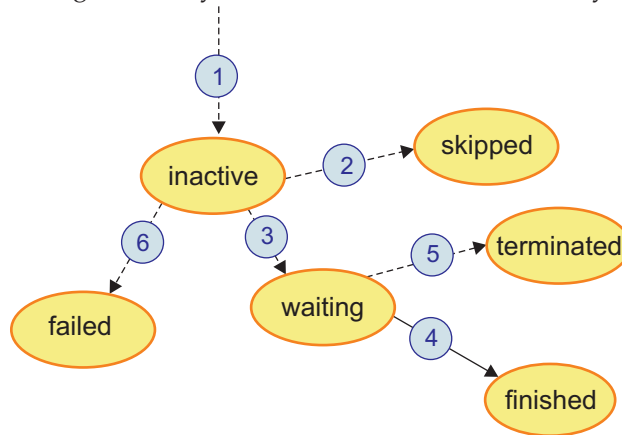 1
skipped
2
inactive
6
3
5
terminated
waiting
failed
4
finished